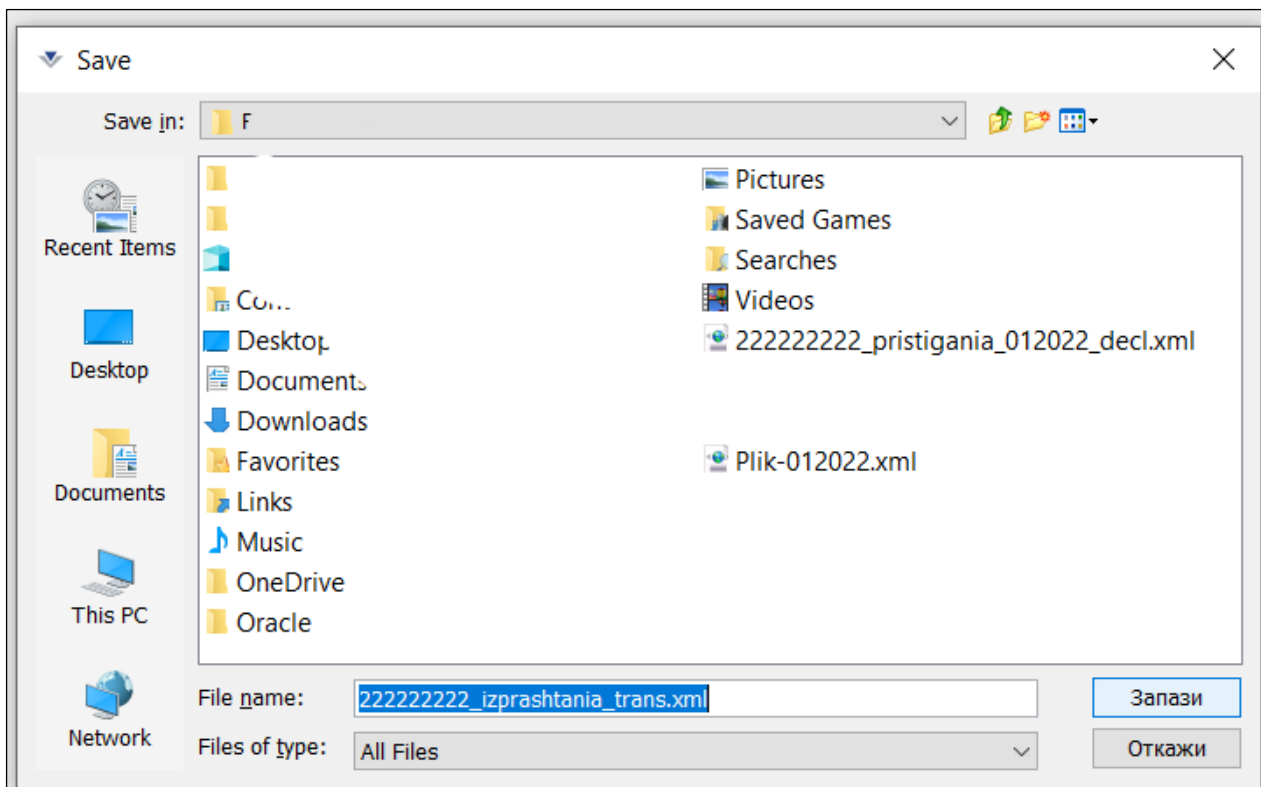 Save
Save in: F
Recent Items
Desktop
Documents
This PC
Network
Desktop
Documents
Downloads
Favorites
Links
Music
OneDrive
Oracle
Pictures
Saved Games
Searches
Videos
222222222_pristigania_012022_decl.xml
Plik-012022.xml
File name: 222222222_izprashtania_trans.xml Запази
Files of type: All Files Откажи